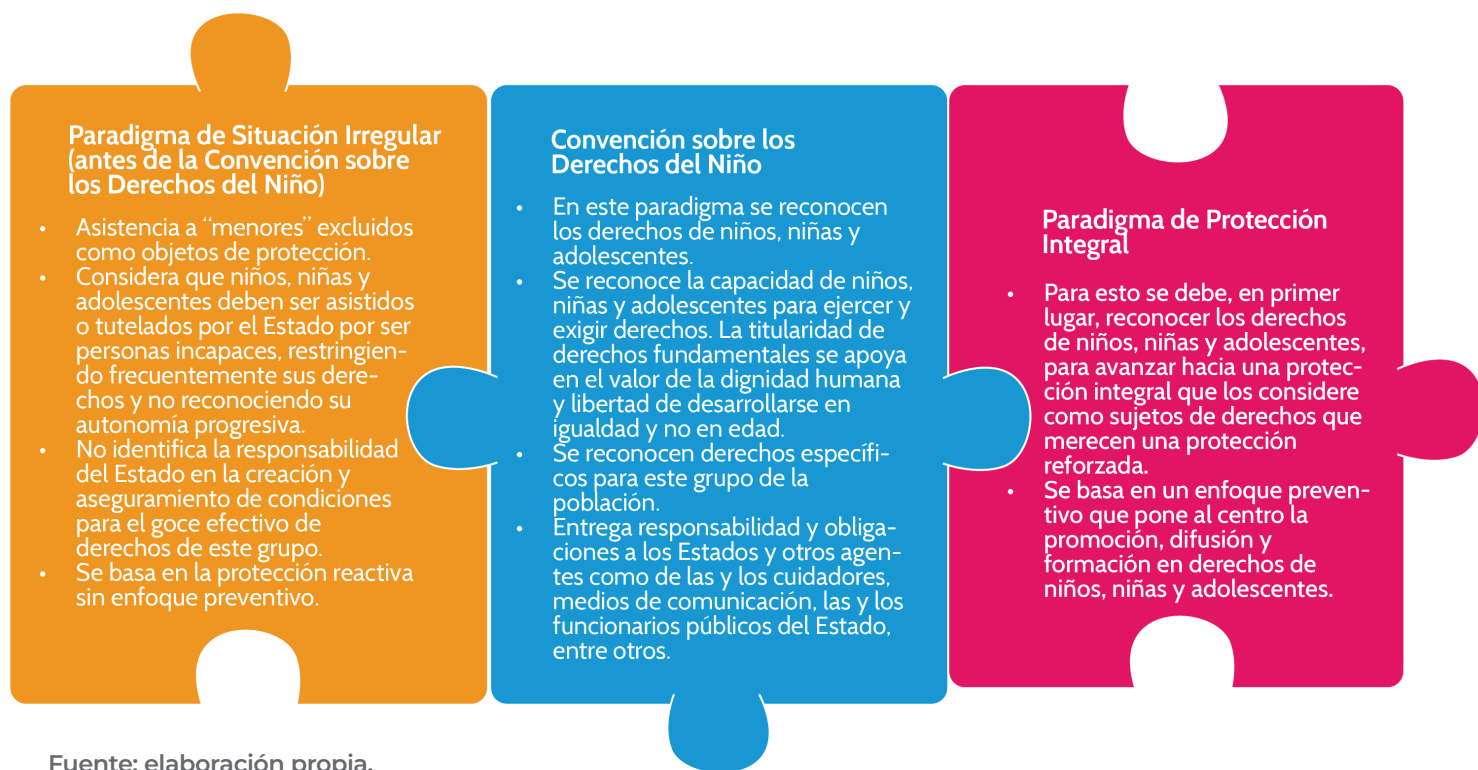 Paradigma de Situación Irregular
(antes de la Convención sobre
los Derechos del Niño)
• Asistencia a “menores” excluidos
como objetos de protección.
• Considera que niños, niñas y
adolescentes deben ser asistidos
o tutelados por el Estado por ser
personas incapaces, restringien-
do frecuentemente sus dere-
chos y no reconociendo su
autonomía progresiva.
• No identifica la responsabilidad
del Estado en la creación y
aseguramiento de condiciones
para el goce efectivo de
derechos de este grupo.
• Se basa en la protección reactiva
sin enfoque preventivo.
Convención sobre los
Derechos del Niño
• En este paradigma se reconocen
los derechos de niños, niñas y
adolescentes.
• Se reconoce la capacidad de niños,
niñas y adolescentes para ejercer y
exigir derechos. La titularidad de
derechos fundamentales se apoya
en el valor de la dignidad humana
y libertad de desarrollarse en
igualdad y no en edad.
• Se reconocen derechos específi-
cos para este grupo de la
población.
• Entrega responsabilidad y obliga-
ciones a los Estados y otros agen-
tes como de las y los cuidadores,
medios de comunicación, las y los
funcionarios públicos del Estado,
entre otros.
Paradigma de Protección
Integral
• Para esto se debe, en primer
lugar, reconocer los derechos
de niños, niñas y adolescentes,
para avanzar hacia una protec-
ción integral que los considere
como sujetos de derechos que
merecen una protección
reforzada.
• Se basa en un enfoque preven-
tivo que pone al centro la
promoción, difusión y
formación en derechos de
niños, niñas y adolescentes.
Fuente: elaboración propia.